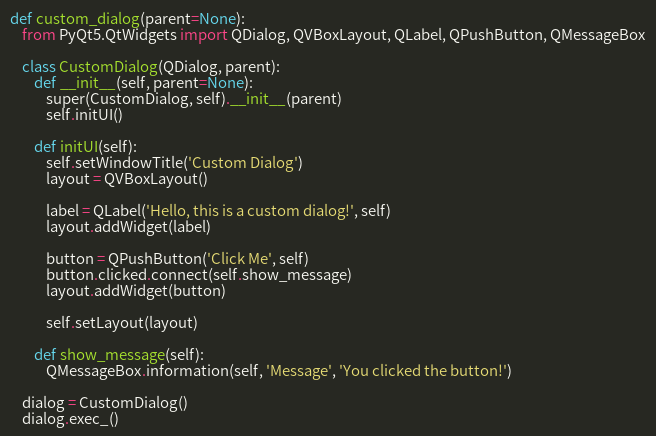 def custom_dialog(parent=None):
from PyQt5.QtWidgets import QDialog, QVBoxLayout, QLabel, QPushButton, QMessageBox
class CustomDialog(QDialog, parent):
def __init__(self, parent=None):
super(CustomDialog, self).__init__(parent)
self.initUI()
def initUI(self):
self.setWindowTitle('Custom Dialog')
layout = QVBoxLayout()
label = QLabel('Hello, this is a custom dialog!', self)
layout.addWidget(label)
button = QPushButton('Click Me', self)
button.clicked.connect(self.show_message)
layout.addWidget(button)
self.setLayout(layout)
def show_message(self):
QMessageBox.information(self, 'Message', 'You clicked the button!')
dialog = CustomDialog()
dialog.exec_()